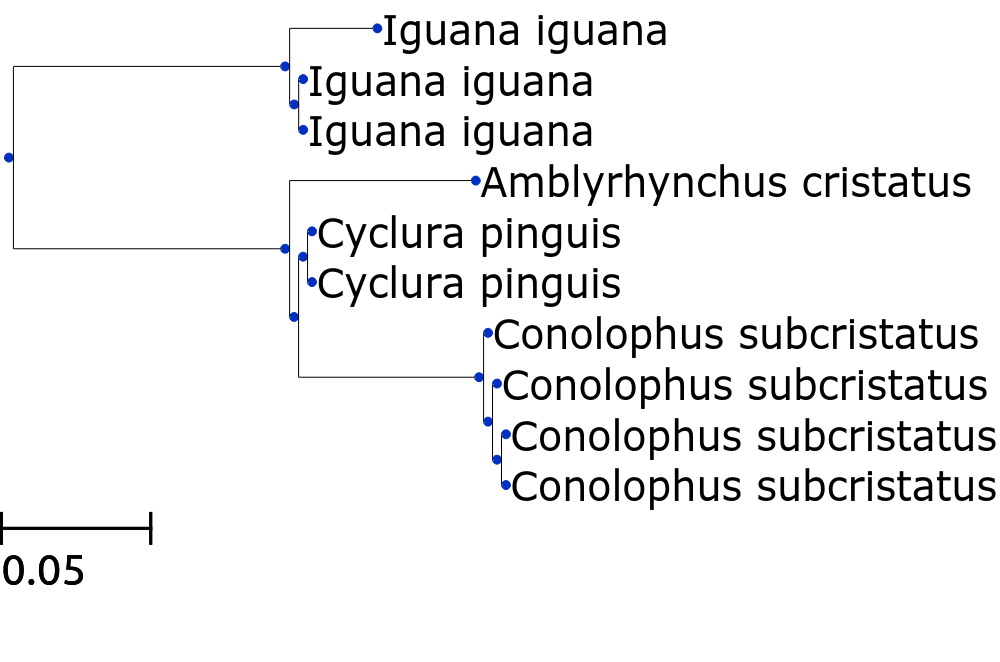 Iguana iguana
Iguana iguana
Iguana iguana
Amblyrhynchus cristatus
Cyclura pinguis
Cyclura pinguis
Conolophus subcristatus
Conolophus subcristatus
Conolophus subcristatus
Conolophus subcristatus
0.05